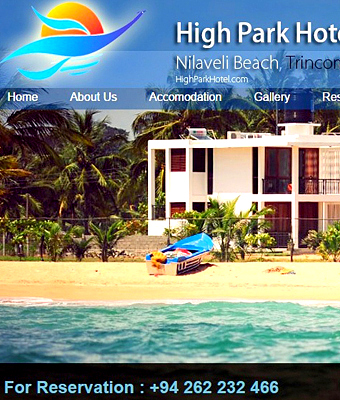 High Park Hote
Nilaveli Beach, Trincon
HighParkHotel.com
Home About Us Accomodation Gallery Res
For Reservation : +94 262 232 466